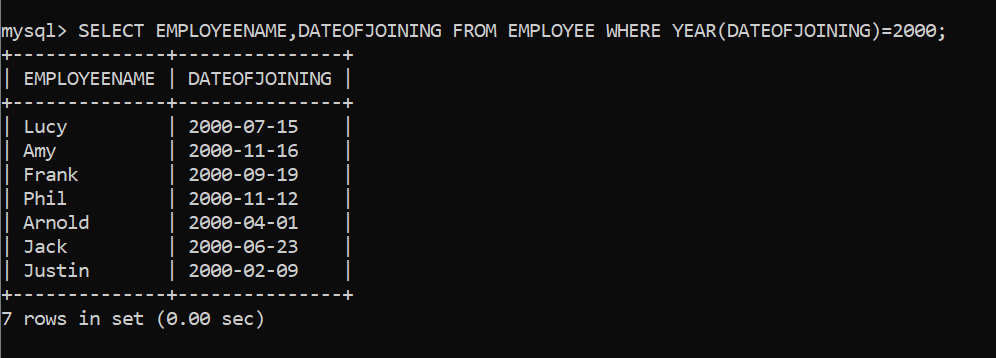 mysql> SELECT EMPLOYEENAME,DATEOFJOINING FROM EMPLOYEE WHERE YEAR(DATEOFJOINING)=2000;
+--------------+---------------+
| EMPLOYEENAME | DATEOFJOINING |
+--------------+---------------+
| Lucy         | 2000-07-15    |
| Amy          | 2000-11-16    |
| Frank        | 2000-09-19    |
| Phil         | 2000-11-12    |
| Arnold       | 2000-04-01    |
| Jack         | 2000-06-23    |
| Justin       | 2000-02-09    |
+--------------+---------------+
7 rows in set (0.00 sec)